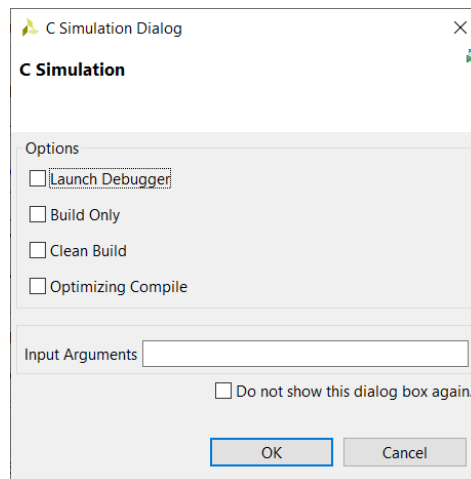 C Simulation Dialog
C Simulation
Options
Launch Debugger
Build Only
Clean Build
Optimizing Compile
Input Arguments
Do not show this dialog box again.
OK Cancel